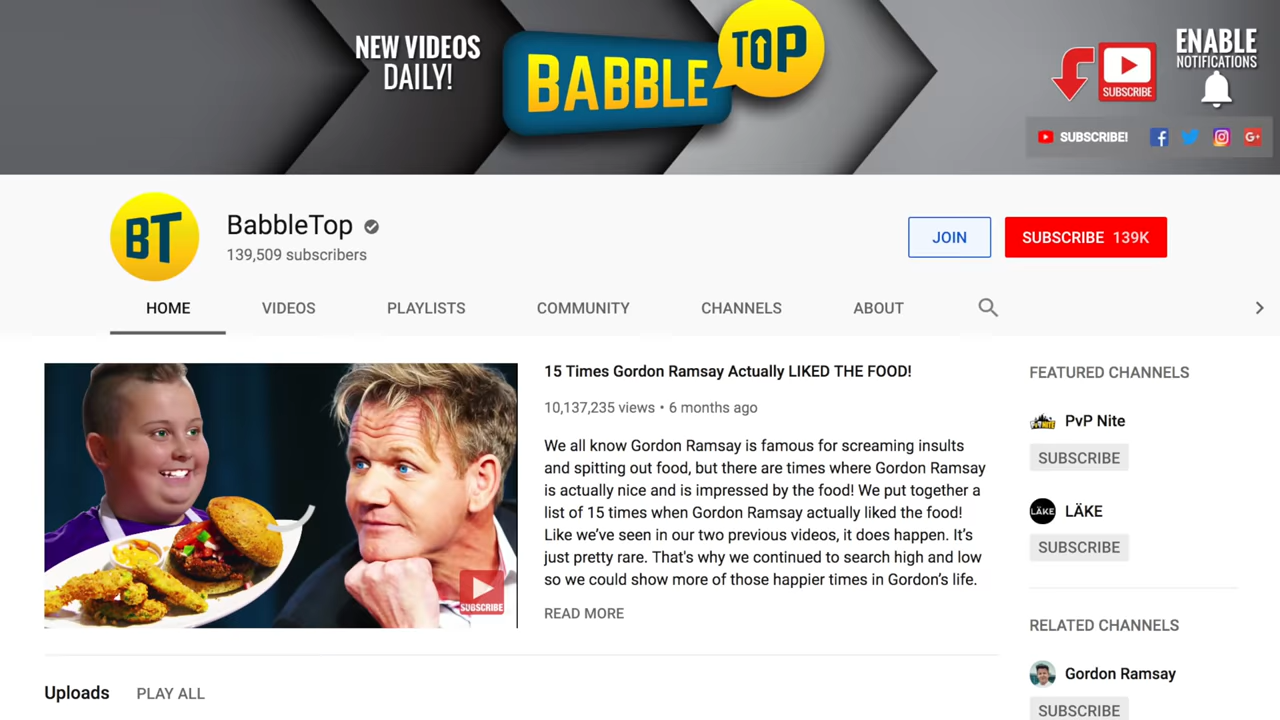 NEW VIDEOS
DAILY!
BABBLE
TOP
SUBSCRIBE
ENABLE
NOTIFICATIONS
SUBSCRIBE!
BT
BabbleTop
139,509 subscribers
JOIN
SUBSCRIBE 139K
HOME VIDEOS PLAYLISTS COMMUNITY CHANNELS ABOUT
SUBSCRIBE
15 Times Gordon Ramsay Actually LIKED THE FOOD!
10,137,235 views • 6 months ago
We all know Gordon Ramsay is famous for screaming insults
and spitting out food, but there are times where Gordon Ramsay
is actually nice and is impressed by the food! We put together a
list of 15 times when Gordon Ramsay actually liked the food!
Like we’ve seen in our two previous videos, it does happen. It’s
just pretty rare. That's why we continued to search high and low
so we could show more of those happier times in Gordon’s life.
READ MORE
FEATURED CHANNELS
PvP NITE
PvP Nite
SUBSCRIBE
LÄKE
LÄKE
SUBSCRIBE
RELATED CHANNELS
Gordon Ramsay
SUBSCRIBE
Uploads PLAY ALL